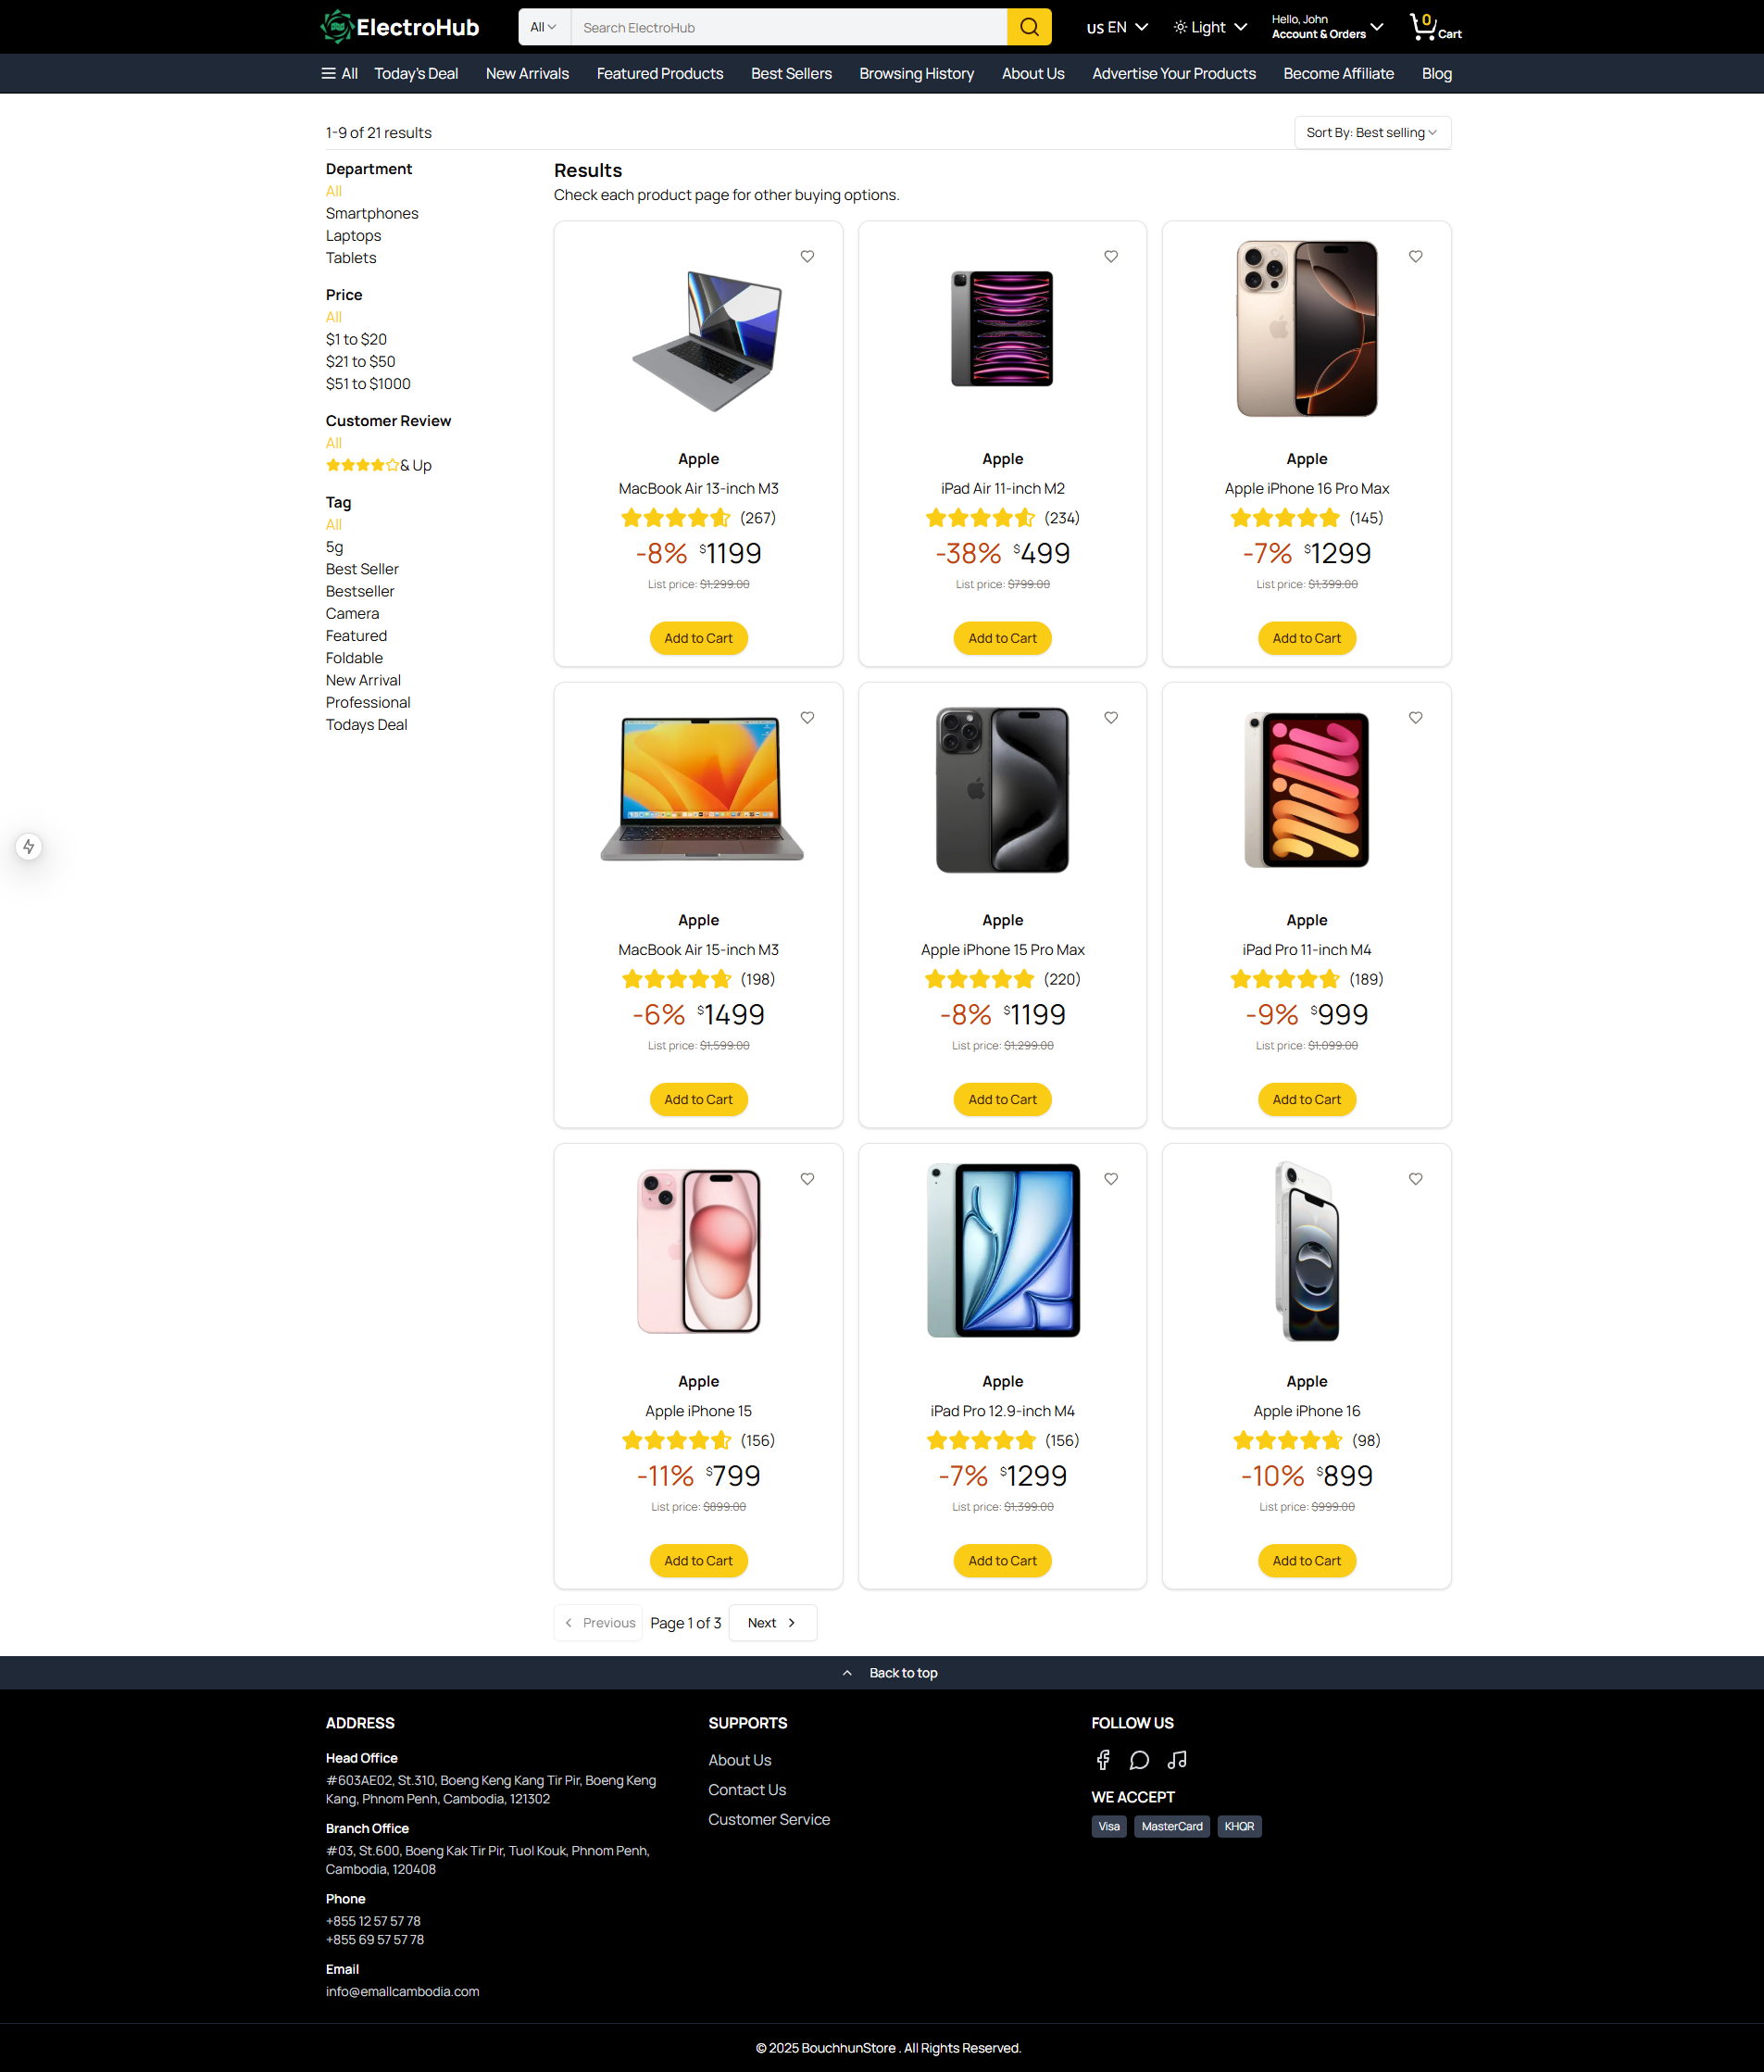 ElectroHub
All
Search ElectroHub
US EN
Light
Hello, John
Account & Orders
0
Cart
All
Today's Deal
New Arrivals
Featured Products
Best Sellers
Browsing History
About Us
Advertise Your Products
Become Affiliate
Blog
1-9 of 21 results
Sort By: Best selling
Department
All
Smartphones
Laptops
Tablets
Price
All
$1 to $20
$21 to $50
$51 to $1000
Customer Review
All
& Up
Tag
All
5g
Best Seller
Bestseller
Camera
Featured
Foldable
New Arrival
Professional
Todays Deal
Results
Check each product page for other buying options.
Apple
MacBook Air 13-inch M3
(267)
-8% $1199
List price: $1,299.00
Add to Cart
Apple
iPad Air 11-inch M2
(234)
-38% $499
List price: $799.00
Add to Cart
Apple
Apple iPhone 16 Pro Max
(145)
-7% $1299
List price: $1,399.00
Add to Cart
Apple
MacBook Air 15-inch M3
(198)
-6% $1499
List price: $1,599.00
Add to Cart
Apple
Apple iPhone 15 Pro Max
(220)
-8% $1199
List price: $1,299.00
Add to Cart
Apple
iPad Pro 11-inch M4
(189)
-9% $999
List price: $1,099.00
Add to Cart
Apple
Apple iPhone 15
(156)
-11% $799
List price: $899.00
Add to Cart
Apple
iPad Pro 12.9-inch M4
(156)
-7% $1299
List price: $1,399.00
Add to Cart
Apple
Apple iPhone 16
(98)
-10% $899
List price: $999.00
Add to Cart
Previous
Page 1 of 3
Next
Back to top
ADDRESS
Head Office
#603AE02, St.310, Boeng Keng Kang Tir Pir, Boeng Keng
Kang, Phnom Penh, Cambodia, 121302
Branch Office
#03, St.600, Boeng Kak Tir Pir, Tuol Kouk, Phnom Penh,
Cambodia, 120408
Phone
+855 12 57 57 78
+855 69 57 57 78
Email
info@emallcambodia.com
SUPPORTS
About Us
Contact Us
Customer Service
FOLLOW US
WE ACCEPT
Visa
MasterCard
KHQR
© 2025 BouchhunStore . All Rights Reserved.